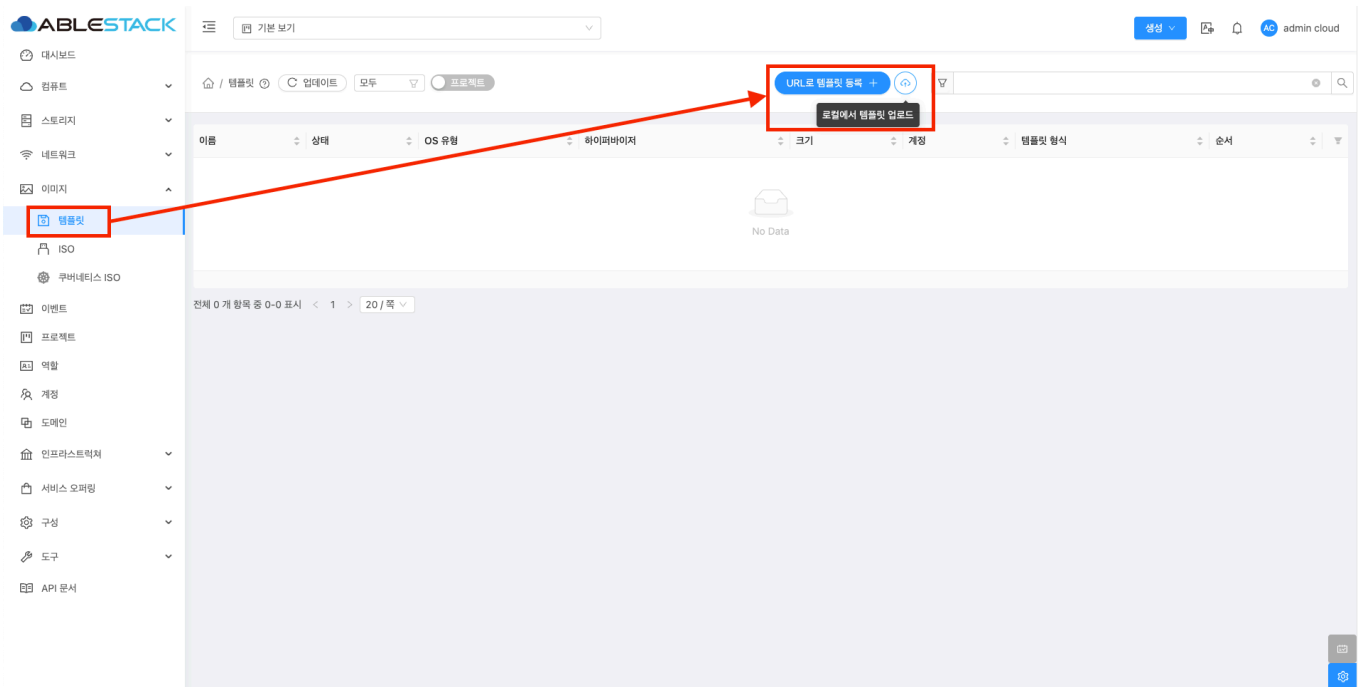 ABLESTACK
기본 보기
생성
AC
admin cloud
대시보드
컴퓨트
스토리지
네트워크
이미지
템플릿
ISO
쿠버네티스 ISO
이벤트
프로젝트
역할
계정
도메인
인프라스트럭쳐
서비스 오퍼링
구성
도구
API 문서
/ 템플릿
업데이트
모두
프로젝트
URL로 템플릿 등록 +
로컬에서 템플릿 업로드
이름 상태 OS 유형 하이퍼바이저 크기 계정 템플릿 형식 순서
No Data
전체 0 개 항목 중 0-0 표시 < 1 > 20 / 쪽